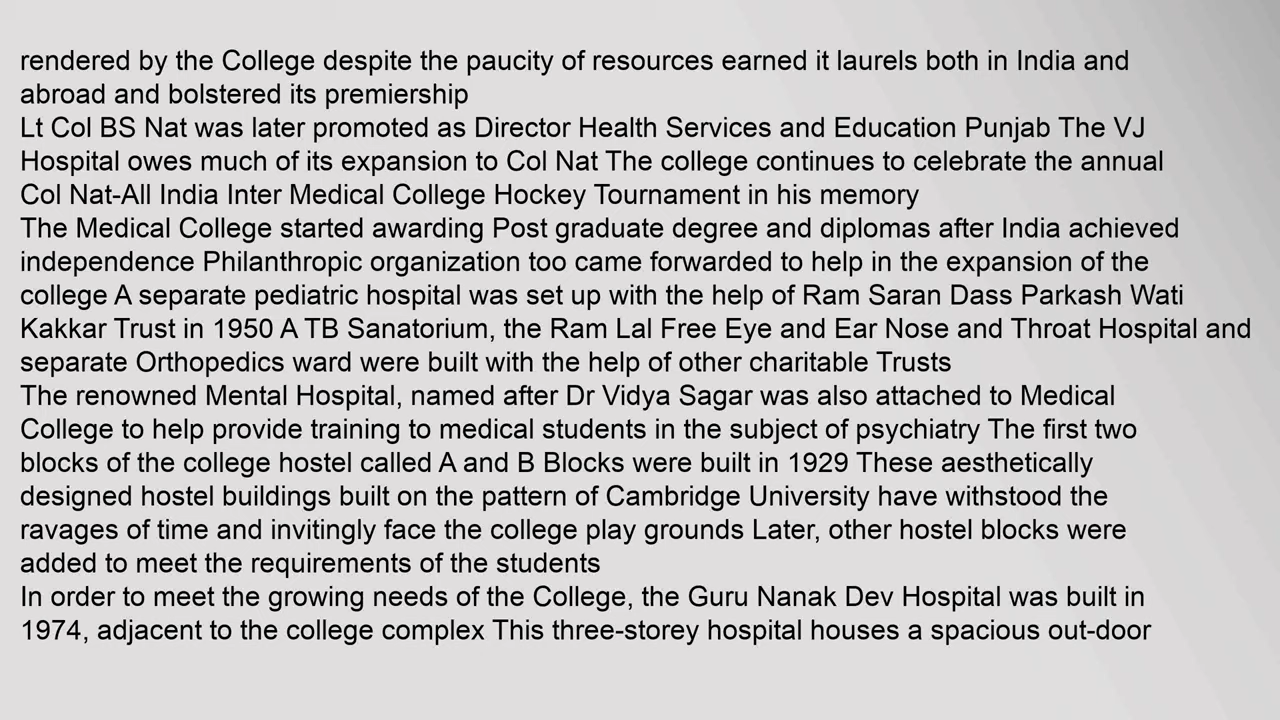 rendered by the College despite the paucity of resources earned it laurels both in India and
abroad and bolstered its premiership
Lt Col BS Nat was later promoted as Director Health Services and Education Punjab The VJ
Hospital owes much of its expansion to Col Nat The college continues to celebrate the annual
Col Nat-All India Inter Medical College Hockey Tournament in his memory
The Medical College started awarding Post graduate degree and diplomas after India achieved
independence Philanthropic organization too came forwarded to help in the expansion of the
college A separate pediatric hospital was set up with the help of Ram Saran Dass Parkash Wati
Kakkar Trust in 1950 A TB Sanatorium, the Ram Lal Free Eye and Ear Nose and Throat Hospital and
separate Orthopedics ward were built with the help of other charitable Trusts
The renowned Mental Hospital, named after Dr Vidya Sagar was also attached to Medical
College to help provide training to medical students in the subject of psychiatry The first two
blocks of the college hostel called A and B Blocks were built in 1929 These aesthetically
designed hostel buildings built on the pattern of Cambridge University have withstood the
ravages of time and invitingly face the college play grounds Later, other hostel blocks were
added to meet the requirements of the students
In order to meet the growing needs of the College, the Guru Nanak Dev Hospital was built in
1974, adjacent to the college complex This three-storey hospital houses a spacious out-door